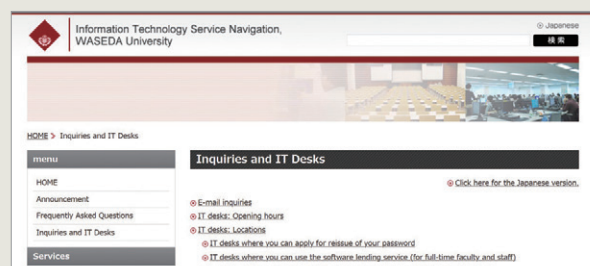 Information Technology Service Navigation,
WASEDA University
Japanese
検索
HOME > Inquiries and IT Desks
menu
HOME
Announcement
Frequently Asked Questions
Inquiries and IT Desks
Services
Inquiries and IT Desks
Click here for the Japanese version.
E-mail inquiries
IT desks: Opening hours
IT desks: Locations
IT desks where you can apply for reissue of your password
IT desks where you can use the software lending service (for full-time faculty and staff)